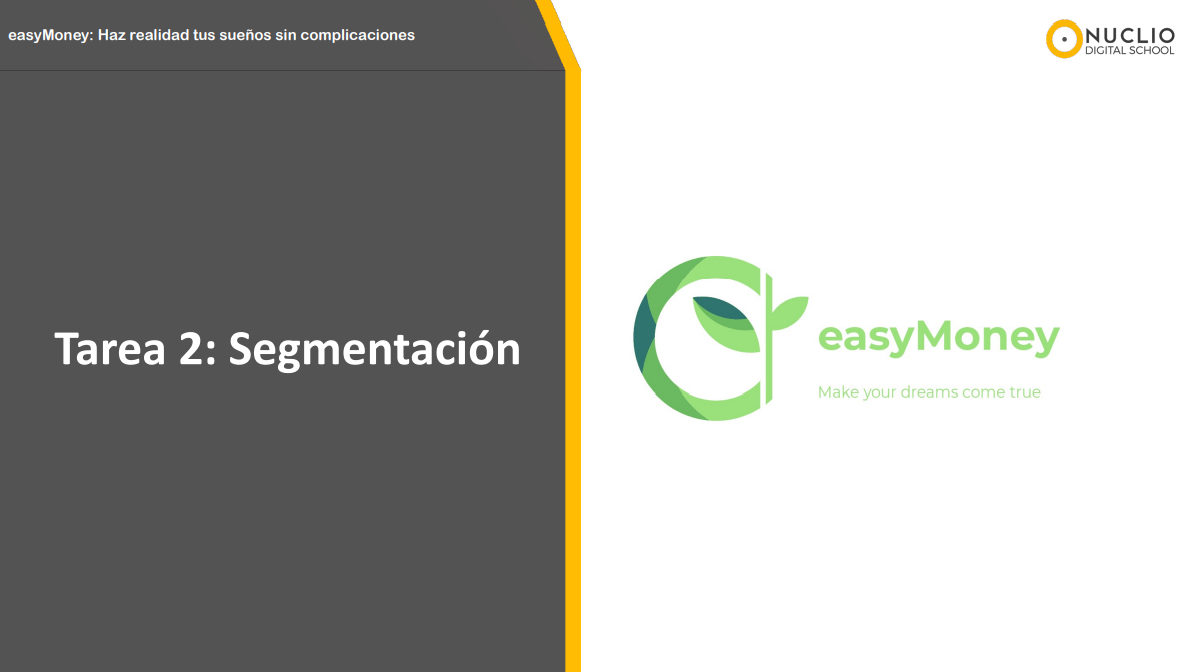 easyMoney: Haz realidad tus sueños sin complicaciones
NUCLIO
DIGITAL SCHOOL
Tarea 2: Segmentación
easyMoney
Make your dreams come true